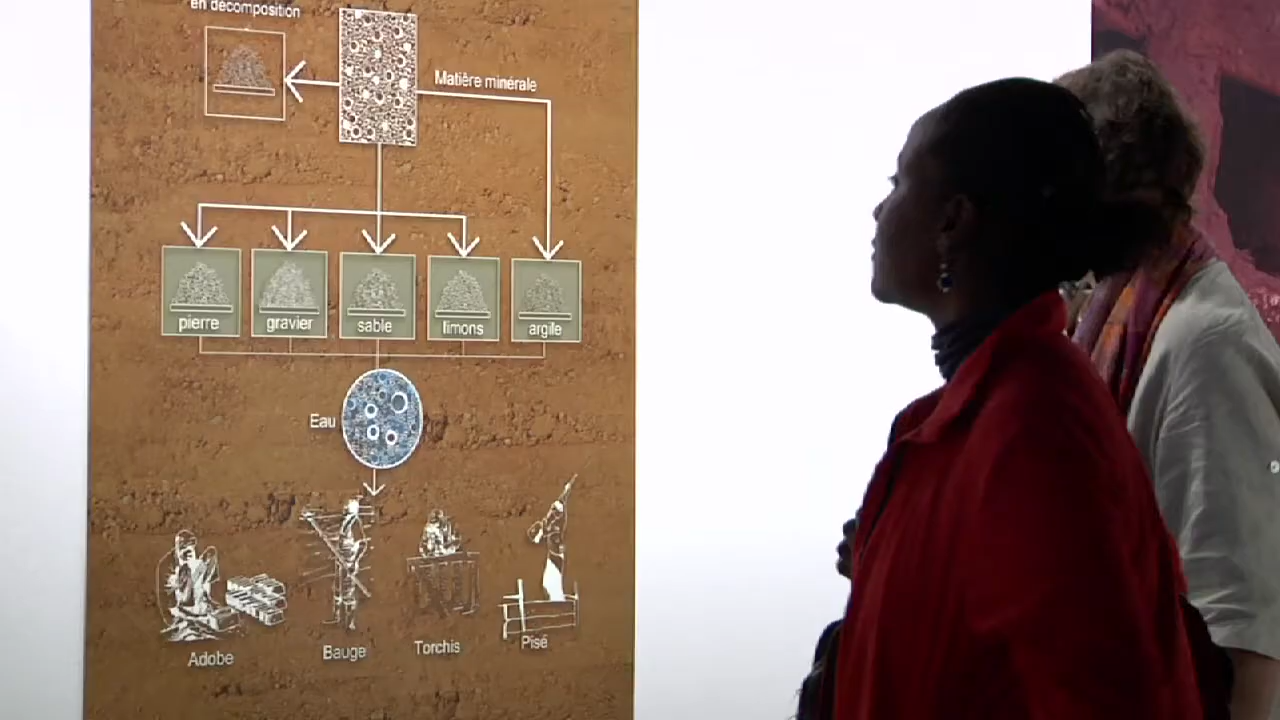 en décomposition
Matière minérale
pierre
gravier
sable
limons
argile
Eau
Adobe
Bauge
Torchis
Pisé